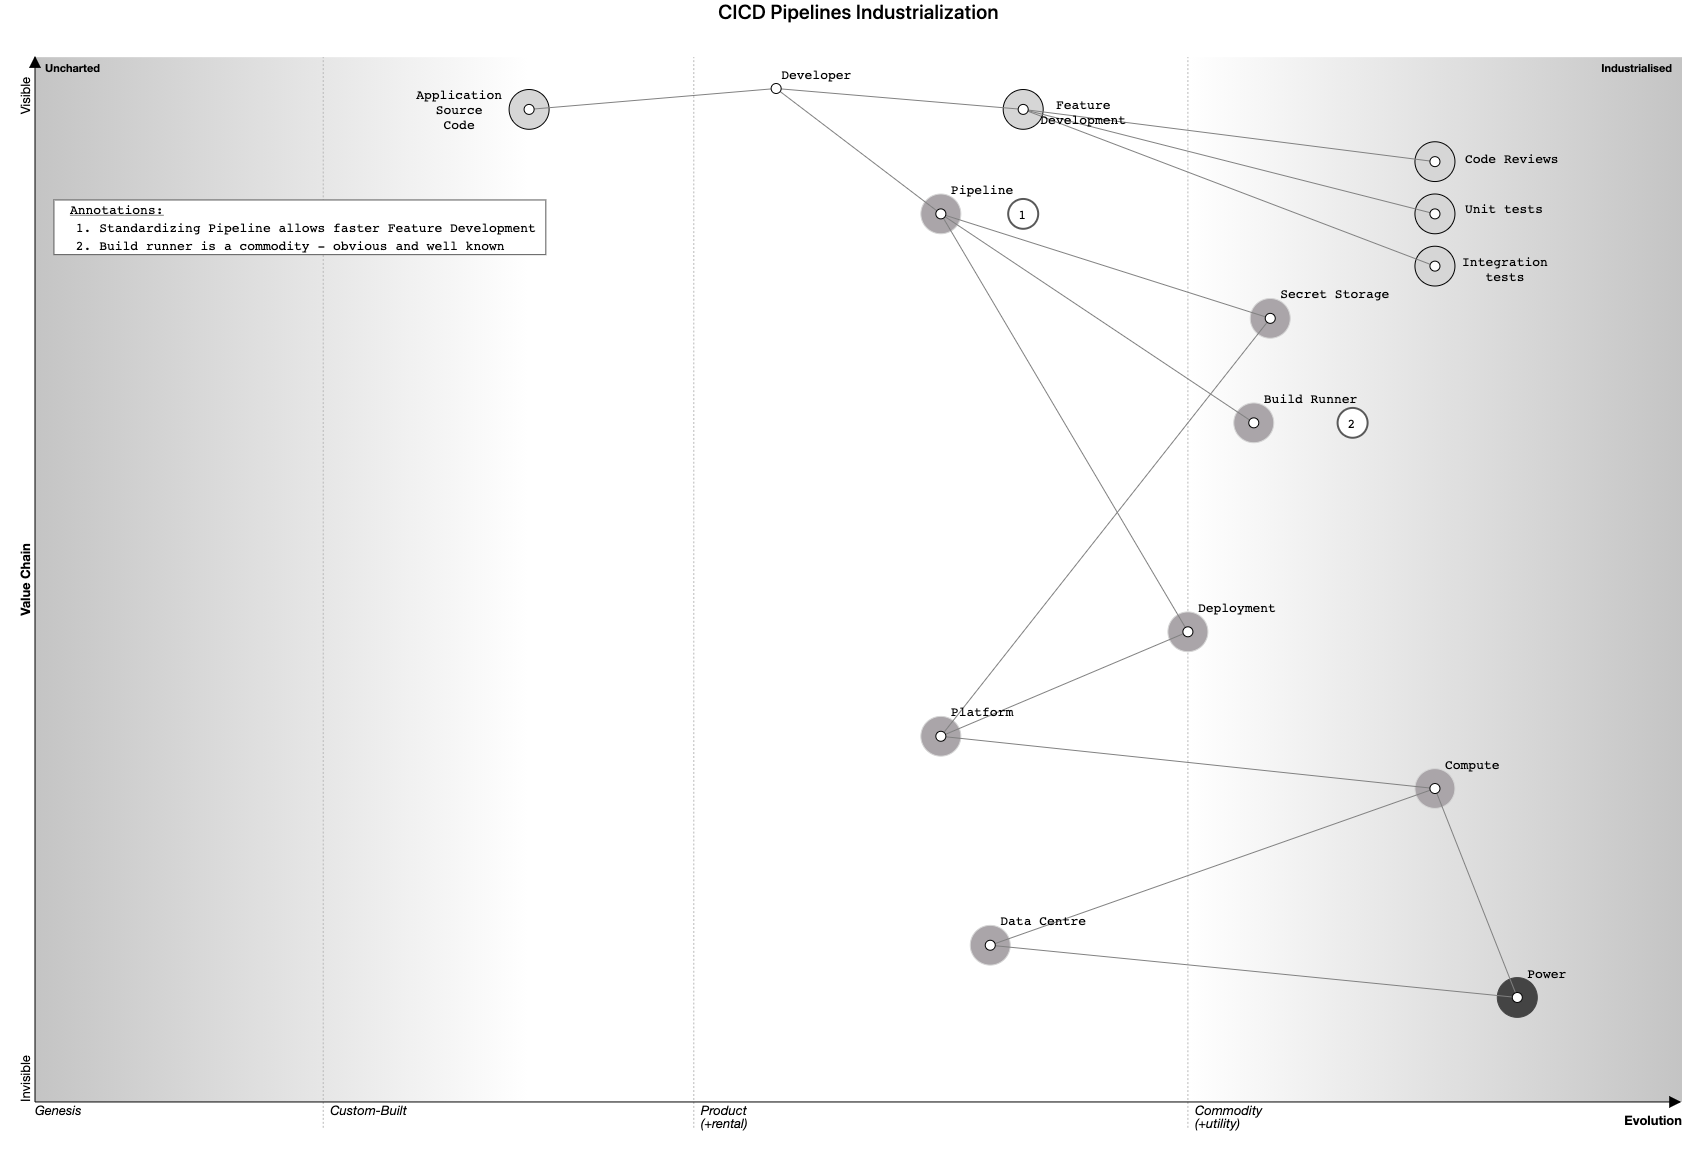 CICD Pipelines Industrialization
Uncharted
Industrialised
Visible
Developer
Application
Source
Code
Feature
Development
Code Reviews
Pipeline
1
Unit tests
Annotations:
1. Standardizing Pipeline allows faster Feature Development
2. Build runner is a commodity – obvious and well known
Integration
tests
Secret Storage
Build Runner
2
Value Chain
Deployment
Platform
Compute
Data Centre
Power
Invisible
Genesis
Custom-Built
Product
(+rental)
Commodity
(+utility)
Evolution